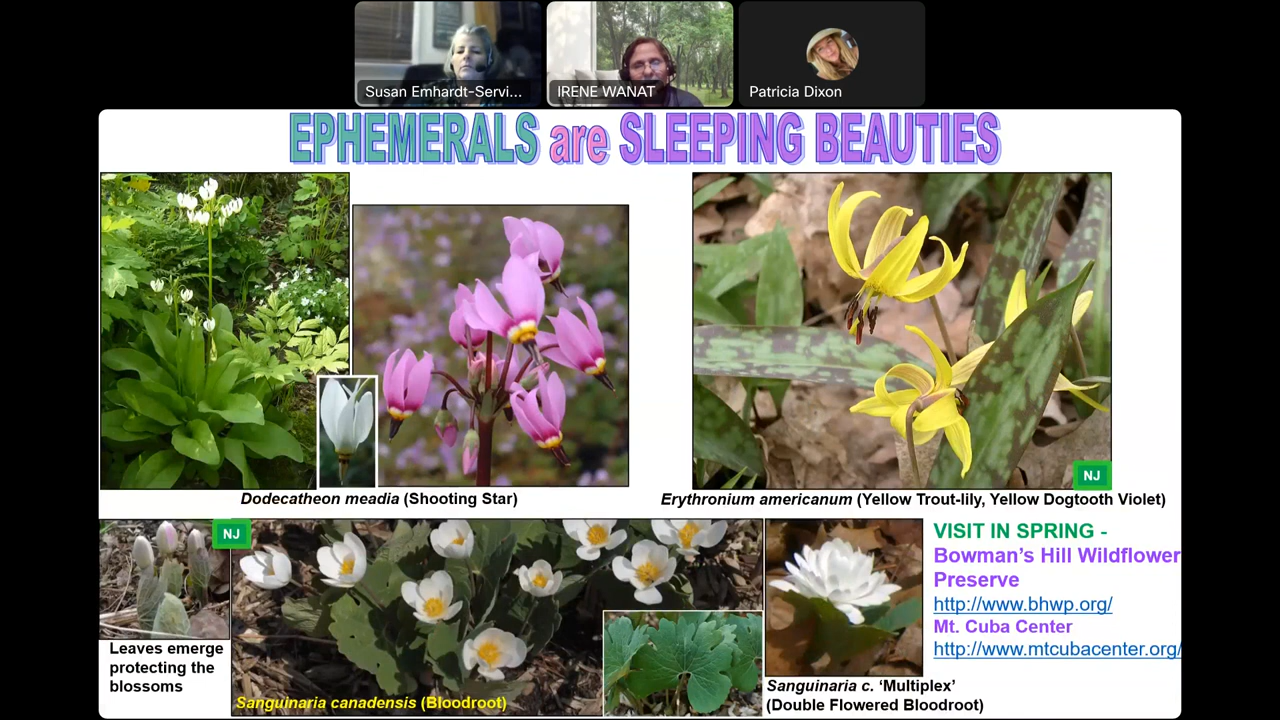 Susan Emhardt-Servi...
IRENE WANAT
Patricia Dixon
EPHEMERALS are SLEEPING BEAUTIES
NJ
Dodecatheon meadia (Shooting Star)
Erythronium americanum (Yellow Trout-lily, Yellow Dogtooth Violet)
NJ
Leaves emerge
protecting the
blossoms
Sanguinaria canadensis (Bloodroot)
Sanguinaria c. ‘Multiplex’
(Double Flowered Bloodroot)
VISIT IN SPRING -
Bowman’s Hill Wildflower
Preserve
http://www.bhwp.org/
Mt. Cuba Center
http://www.mtcubacenter.org/